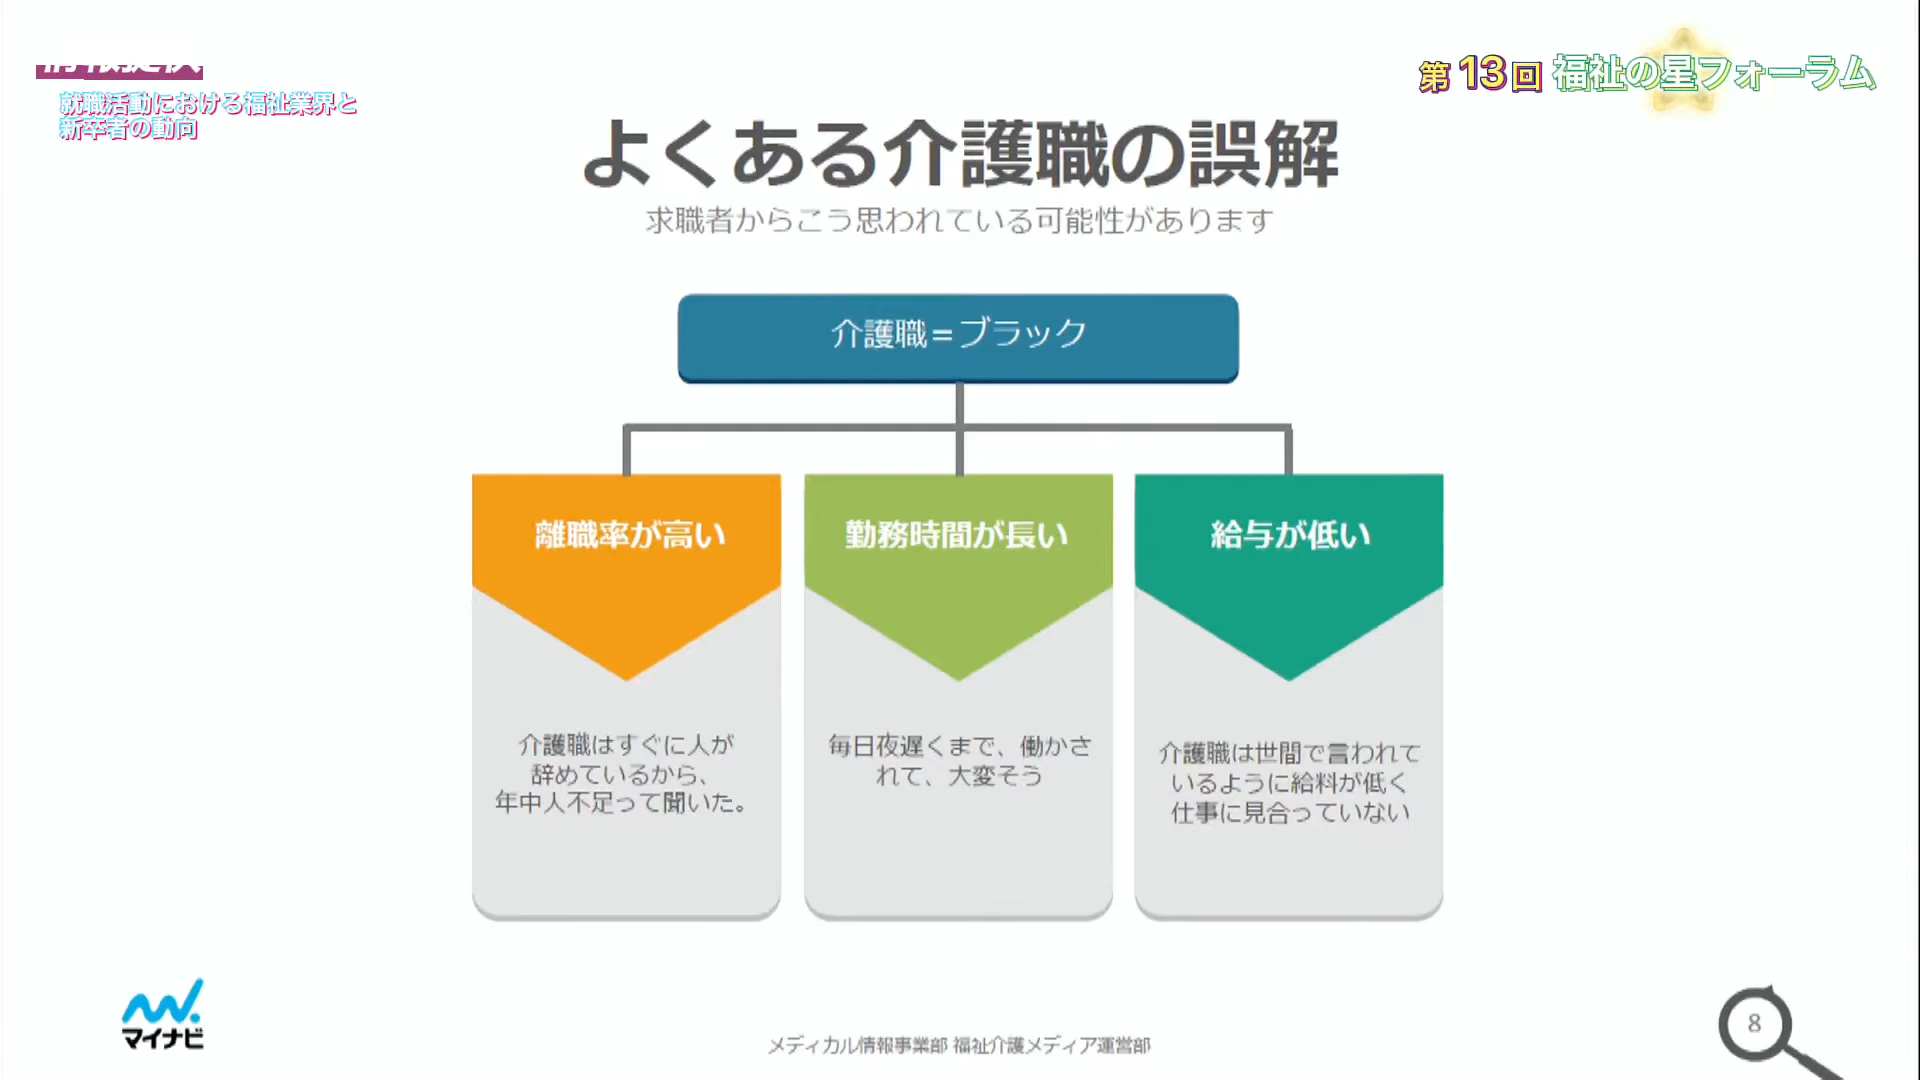 就職活動における福祉業界と
新卒者の動向
第13回 福祉の星フォーラム
よくある介護職の誤解
求職者からこう思われている可能性があります
介護職＝ブラック
離職率が高い
介護職はすぐに人が
辞めているから、
年中人不足って聞いた。
勤務時間が長い
毎日夜遅くまで、働かさ
れて、大変そう
給与が低い
介護職は世間で言われて
いるように給料が低く
仕事に見合っていない
マイナビ
メディカル情報事業部 福祉介護メディア運営部
8